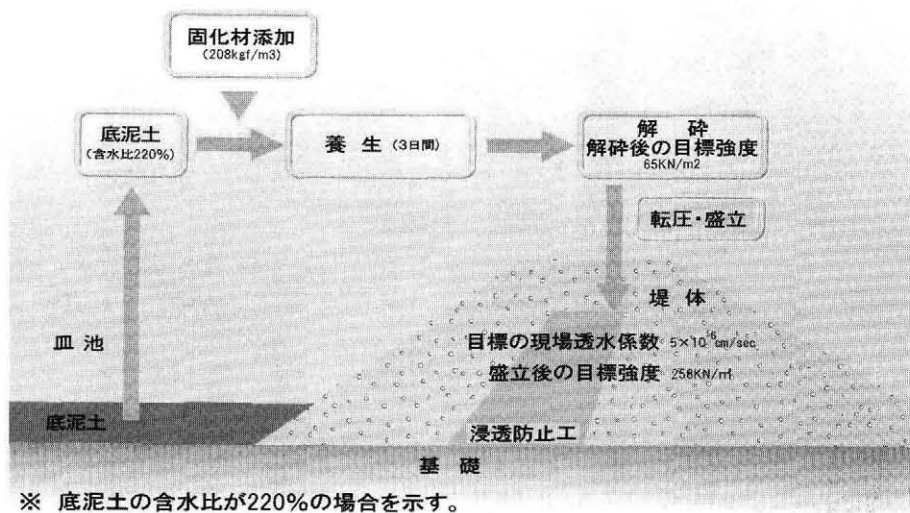 固化材添加
(208kgf/m3)
底泥土
(含水比220%)
養 生 (3日間)
解 砕
解砕後の目標強度
65KN/m2
転圧・盛立
堤 体
皿 池
目標の現場透水係数 5×10⁻⁶cm/sec
盛立後の目標強度 258KN/㎡
底泥土
浸透防止工
基 礎
※ 底泥土の含水比が220%の場合を示す。